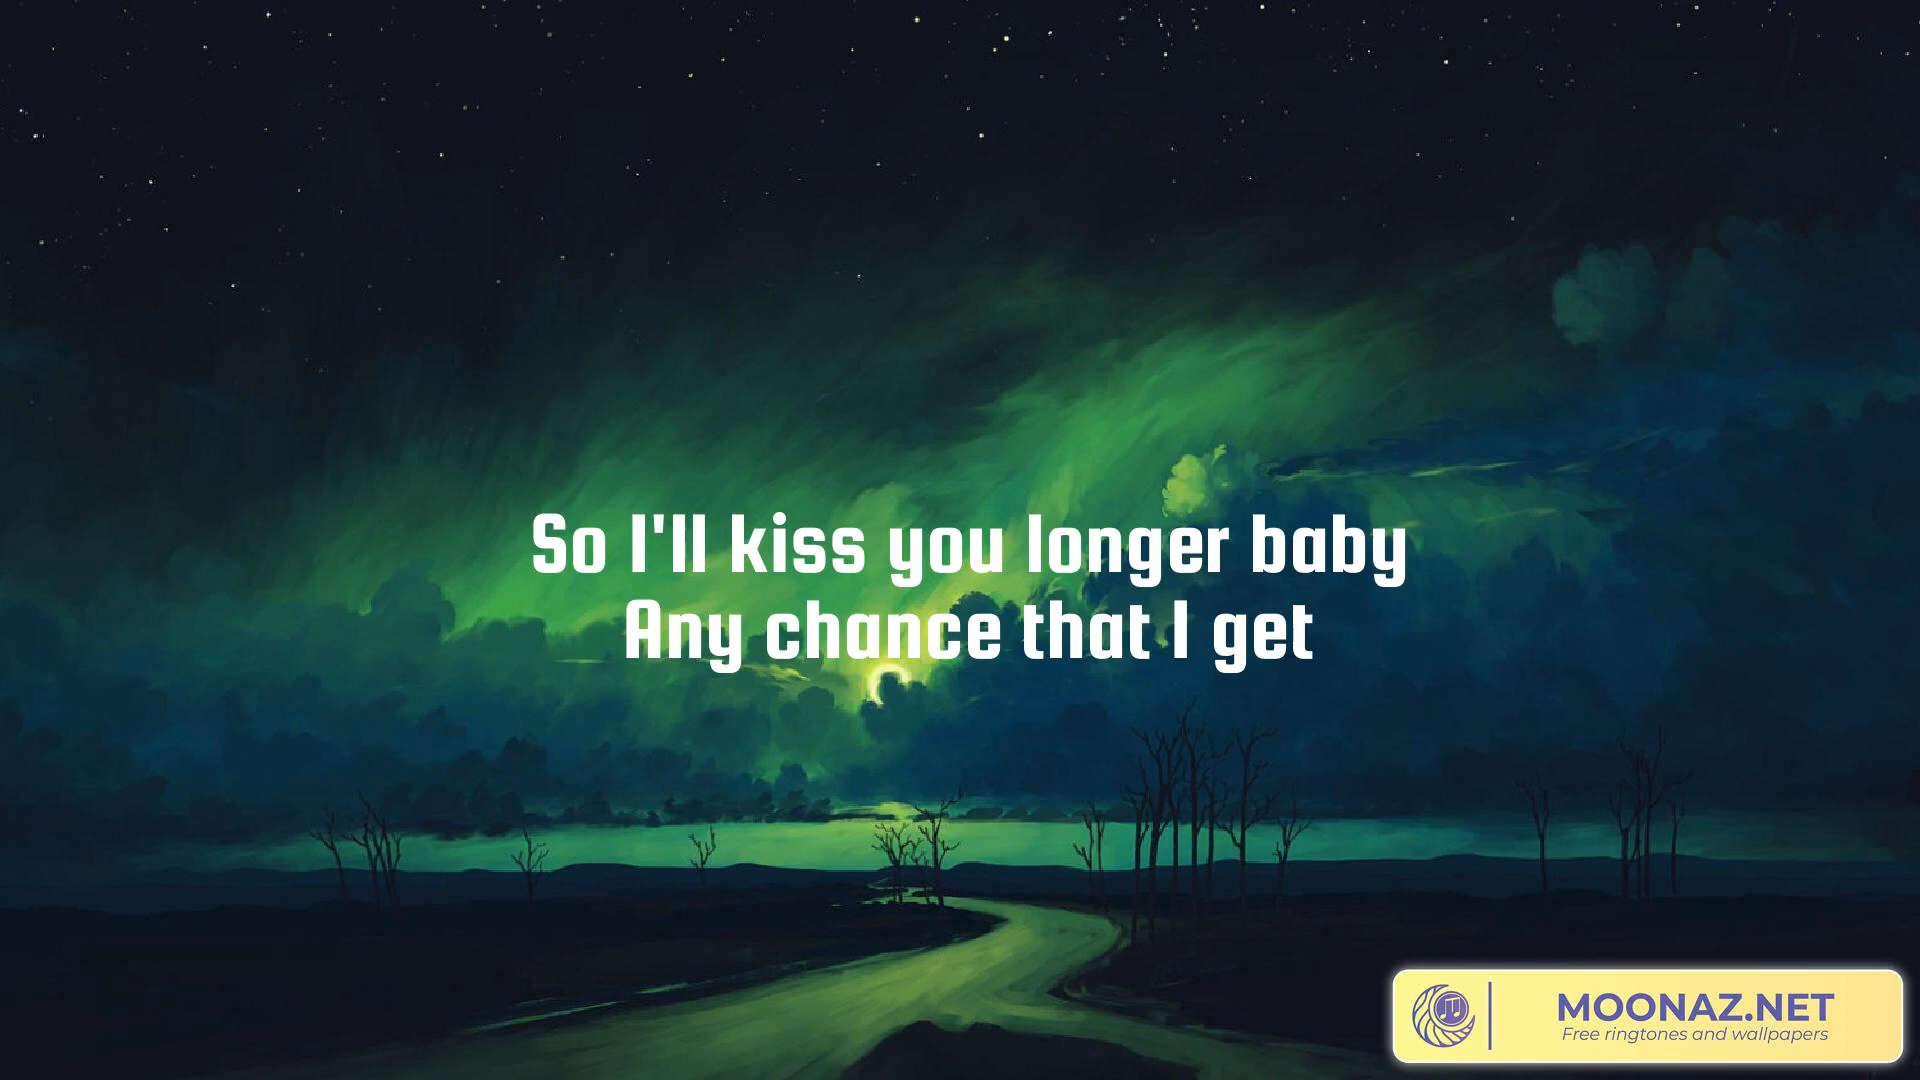 So I'll kiss you longer baby
Any chance that I get
MOONAZ.NET
Free ringtones and wallpapers